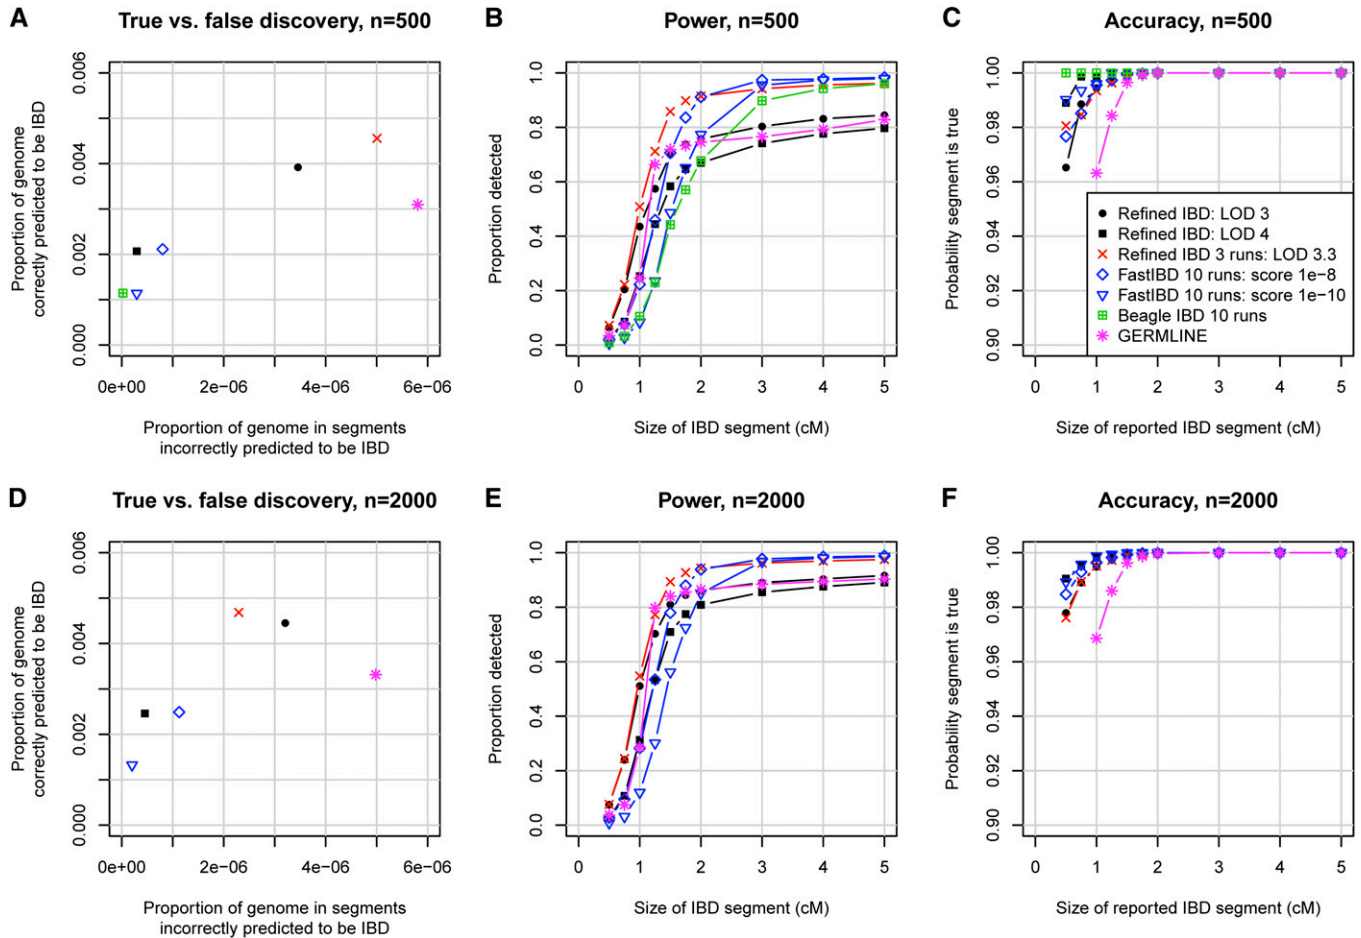 A
True vs. false discovery, n=500
Proportion of genome
correctly predicted to be IBD
0.006
0.004
0.002
0.000
0e+00
2e−06
4e−06
6e−06
Proportion of genome in segments
incorrectly predicted to be IBD
B
Power, n=500
Proportion detected
1.0
0.8
0.6
0.4
0.2
0.0
0
1
2
3
4
5
Size of IBD segment (cM)
C
Accuracy, n=500
Probability segment is true
1.00
0.98
0.96
0.94
0.92
0.90
Refined IBD: LOD 3
Refined IBD: LOD 4
Refined IBD 3 runs: LOD 3.3
FastIBD 10 runs: score 1e−8
FastIBD 10 runs: score 1e−10
Beagle IBD 10 runs
GERMLINE
0
1
2
3
4
5
Size of reported IBD segment (cM)
D
True vs. false discovery, n=2000
Proportion of genome
correctly predicted to be IBD
0.006
0.004
0.002
0.000
0e+00
2e−06
4e−06
6e−06
Proportion of genome in segments
incorrectly predicted to be IBD
E
Power, n=2000
Proportion detected
1.0
0.8
0.6
0.4
0.2
0.0
0
1
2
3
4
5
Size of IBD segment (cM)
F
Accuracy, n=2000
Probability segment is true
1.00
0.98
0.96
0.94
0.92
0.90
0
1
2
3
4
5
Size of reported IBD segment (cM)